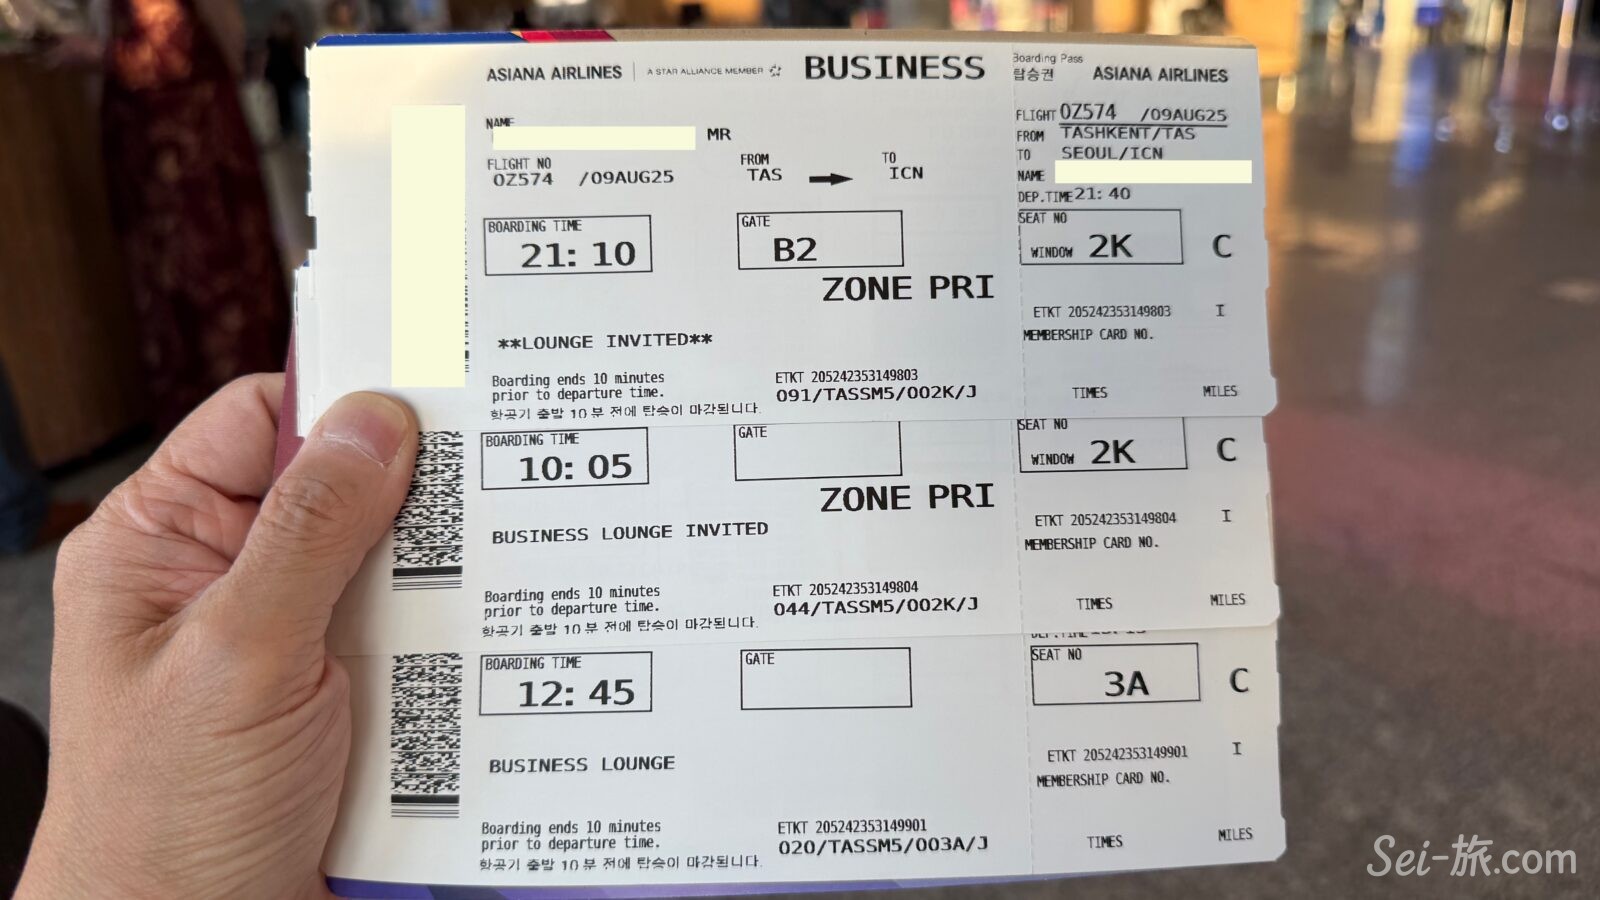 ASIANA AIRLINES A STAR ALLIANCE MEMBER BUSINESS
NAME
MR
FLIGHT NO FROM TO
OZ574 /09AUG25 TAS ICN
BOARDING TIME GATE
21: 10 B2
ZONE PRI
**LOUNGE INVITED**
Boarding ends 10 minutes
prior to departure time.
항공기 출발 10 분 전에 탑승이 마감됩니다.
ETKT 205242353149803
091/TASSM5/002K/J
Boarding Pass
탑승권 ASIANA AIRLINES
FLIGHT OZ574 /09AUG25
FROM TASHKENT/TAS
TO SEOUL/ICN
NAME
DEP.TIME 21: 40
SEAT NO
WINDOW 2K C
ETKT 205242353149803 I
MEMBERSHIP CARD NO.
TIMES MILES
BOARDING TIME GATE
10: 05
ZONE PRI
BUSINESS LOUNGE INVITED
Boarding ends 10 minutes
prior to departure time.
항공기 출발 10 분 전에 탑승이 마감됩니다.
ETKT 205242353149804
044/TASSM5/002K/J
SEAT NO
WINDOW 2K C
ETKT 205242353149804 I
MEMBERSHIP CARD NO.
TIMES MILES
BOARDING TIME GATE
12: 45
BUSINESS LOUNGE
Boarding ends 10 minutes
prior to departure time.
항공기 출발 10 분 전에 탑승이 마감됩니다.
ETKT 205242353149901
020/TASSM5/003A/J
SEAT NO
3A C
ETKT 205242353149901 I
MEMBERSHIP CARD NO.
TIMES MILES
Sei-旅.com